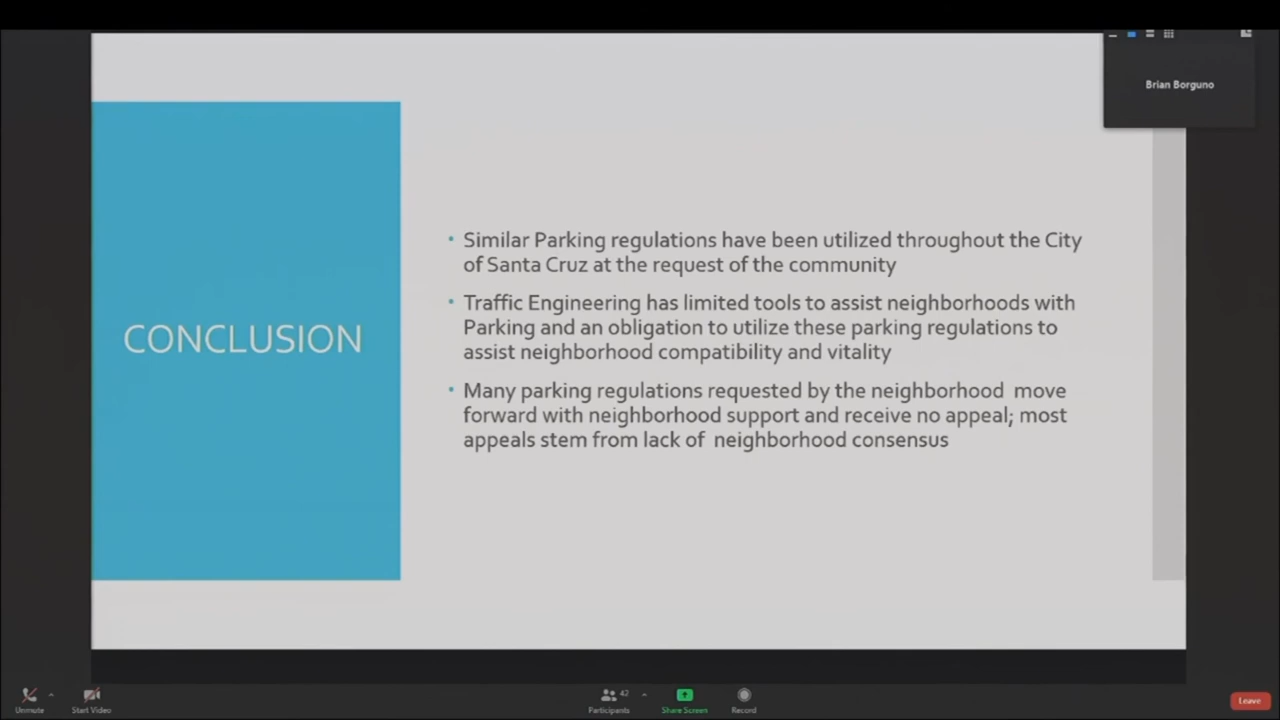 Brian Borguno
CONCLUSION
• Similar Parking regulations have been utilized throughout the City
of Santa Cruz at the request of the community
• Traffic Engineering has limited tools to assist neighborhoods with
Parking and an obligation to utilize these parking regulations to
assist neighborhood compatibility and vitality
• Many parking regulations requested by the neighborhood  move
forward with neighborhood support and receive no appeal; most
appeals stem from lack of  neighborhood consensus
Unmute
Start Video
42
Participants
Share Screen
Record
Leave